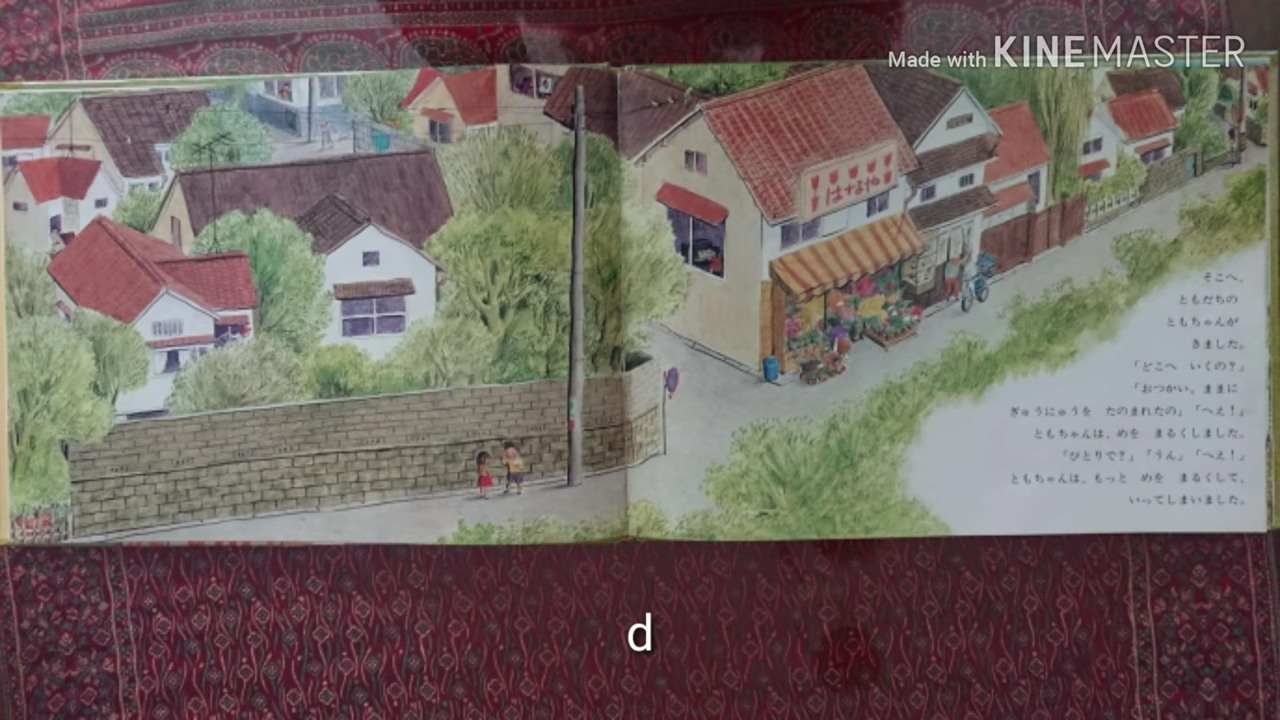 Made with KINEMASTER
はなや
そこへ、
ともだちの
ともちゃんが
きました。
「どこへ　いくの？」
「おつかい。ままに
ぎゅうにゅうを　たのまれたの」「へえ！」
ともちゃんは、めを　まるくしました。
「ひとりで？」「うん」「へえ！」
ともちゃんは、もっと　めを　まるくして、
いってしまいました。
d